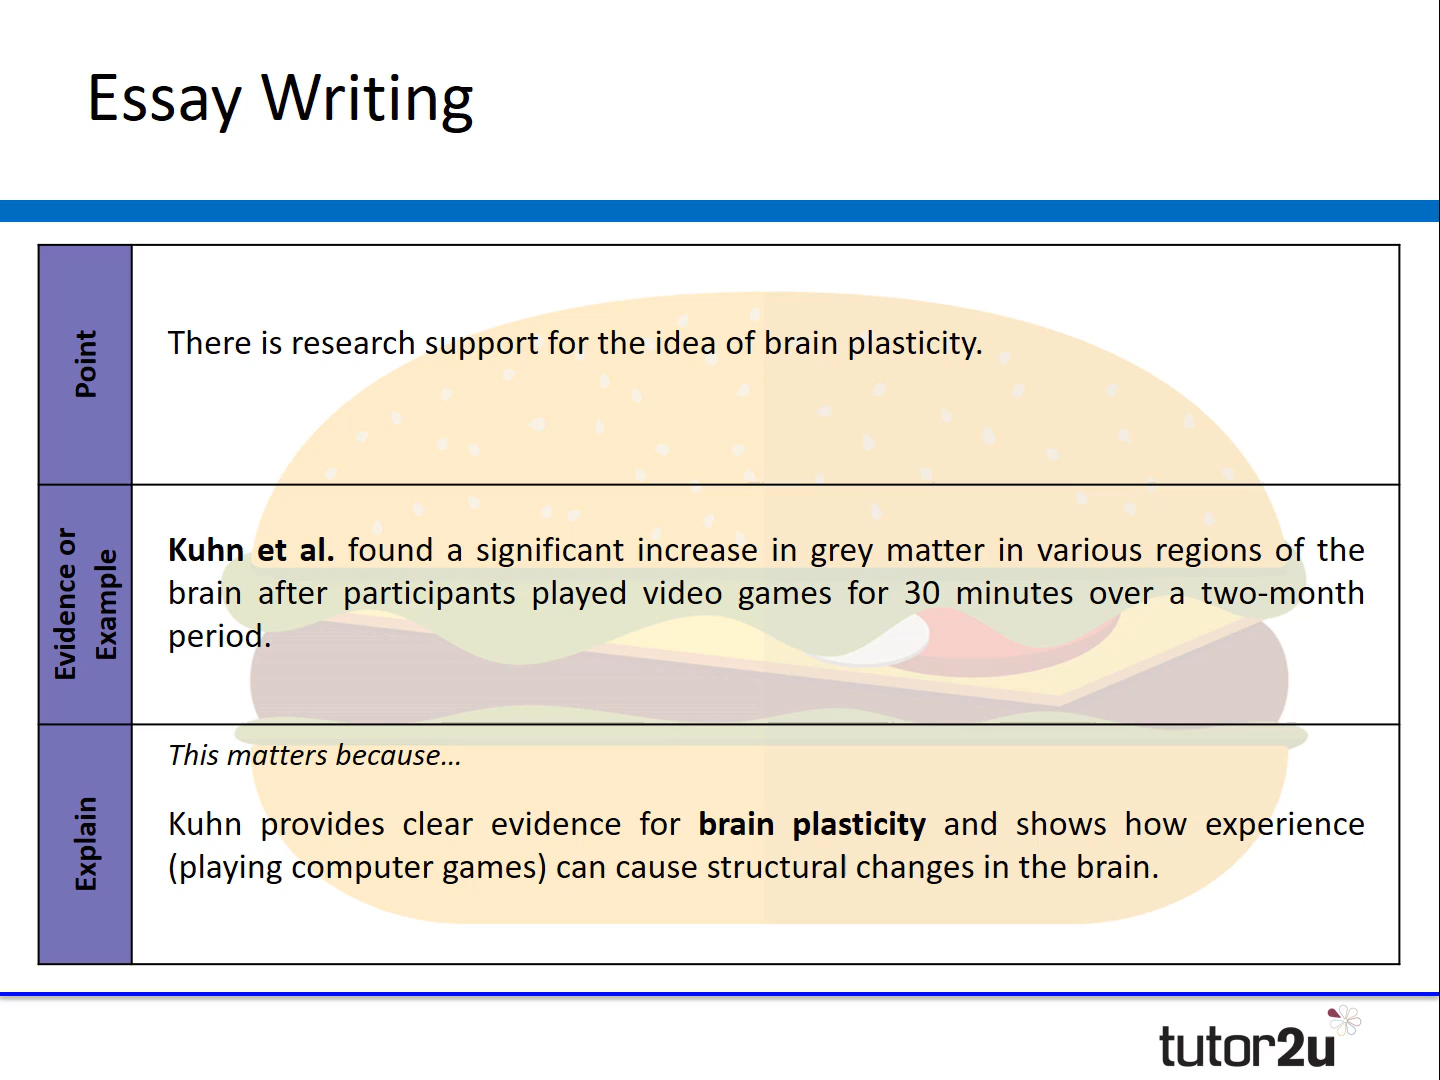 Essay Writing
Point
There is research support for the idea of brain plasticity.
Evidence or
Example
Kuhn et al. found a significant increase in grey matter in various regions of the
brain after participants played video games for 30 minutes over a two-month
period.
Explain
This matters because...
Kuhn provides clear evidence for brain plasticity and shows how experience
(playing computer games) can cause structural changes in the brain.
tutor2u